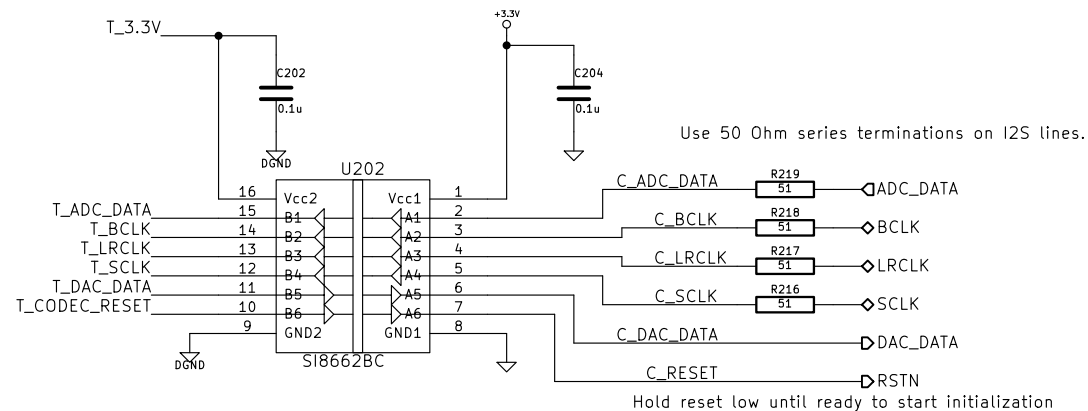 +3.3V
T_3.3V
C202
0.1u
C204
0.1u
DGND
Use 50 Ohm series terminations on I2S lines.
U202
16 Vcc2 Vcc1 1
T_ADC_DATA 15 B1 A1 2 C_ADC_DATA R219 51 ADC_DATA
T_BCLK 14 B2 A2 3 C_BCLK R218 51 BCLK
T_LRCLK 13 B3 A3 4 C_LRCLK R217 51 LRCLK
T_SCLK 12 B4 A4 5 C_SCLK R216 51 SCLK
T_DAC_DATA 11 B5 A5 6 C_DAC_DATA DAC_DATA
T_CODEC_RESET 10 B6 A6 7 C_RESET RSTN
9 GND2 GND1 8
DGND
SI8662BC
Hold reset low until ready to start initialization